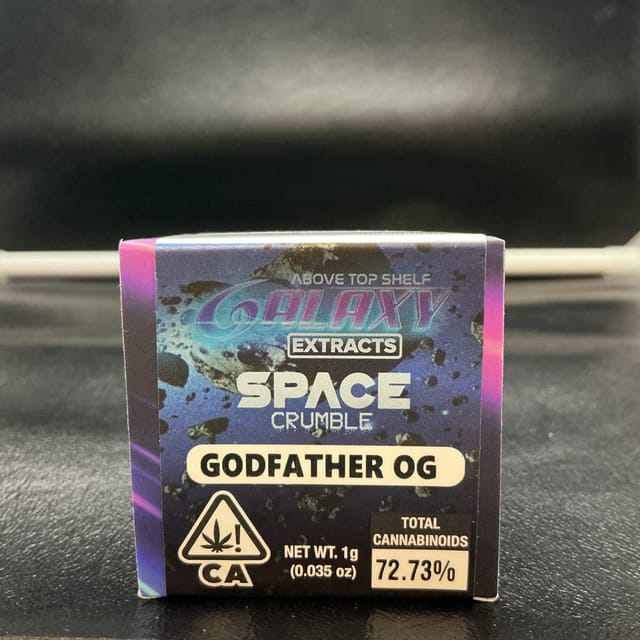 ABOVE TOP SHELF
GALAXY
EXTRACTS
SPACE
CRUMBLE
GODFATHER OG
!
CA
NET WT. 1g
(0.035 oz)
TOTAL
CANNABINOIDS
72.73%